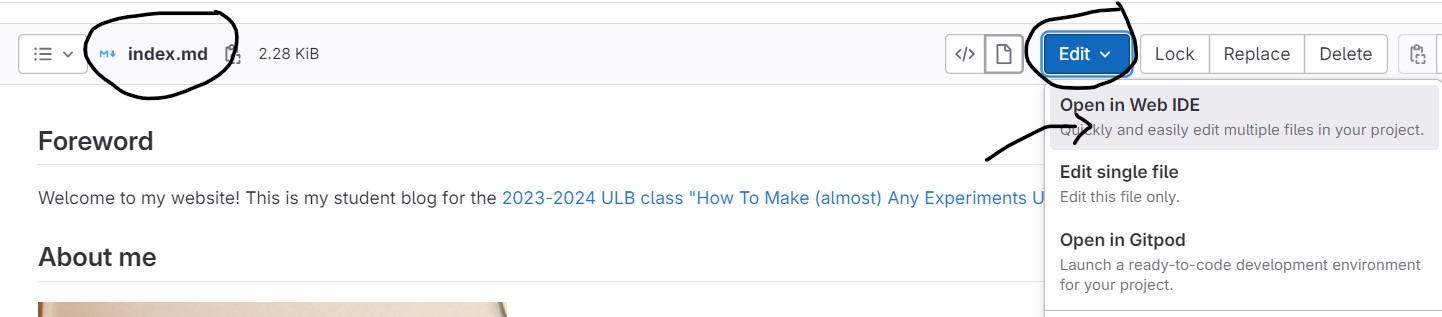 index.md 2.28 KiB </> Edit Lock Replace Delete
Open in Web IDE
Quickly and easily edit multiple files in your project.
Foreword
Edit single file
Edit this file only.
Welcome to my website! This is my student blog for the 2023-2024 ULB class "How To Make (almost) Any Experiments U
About me
Open in Gitpod
Launch a ready-to-code development environment
for your project.